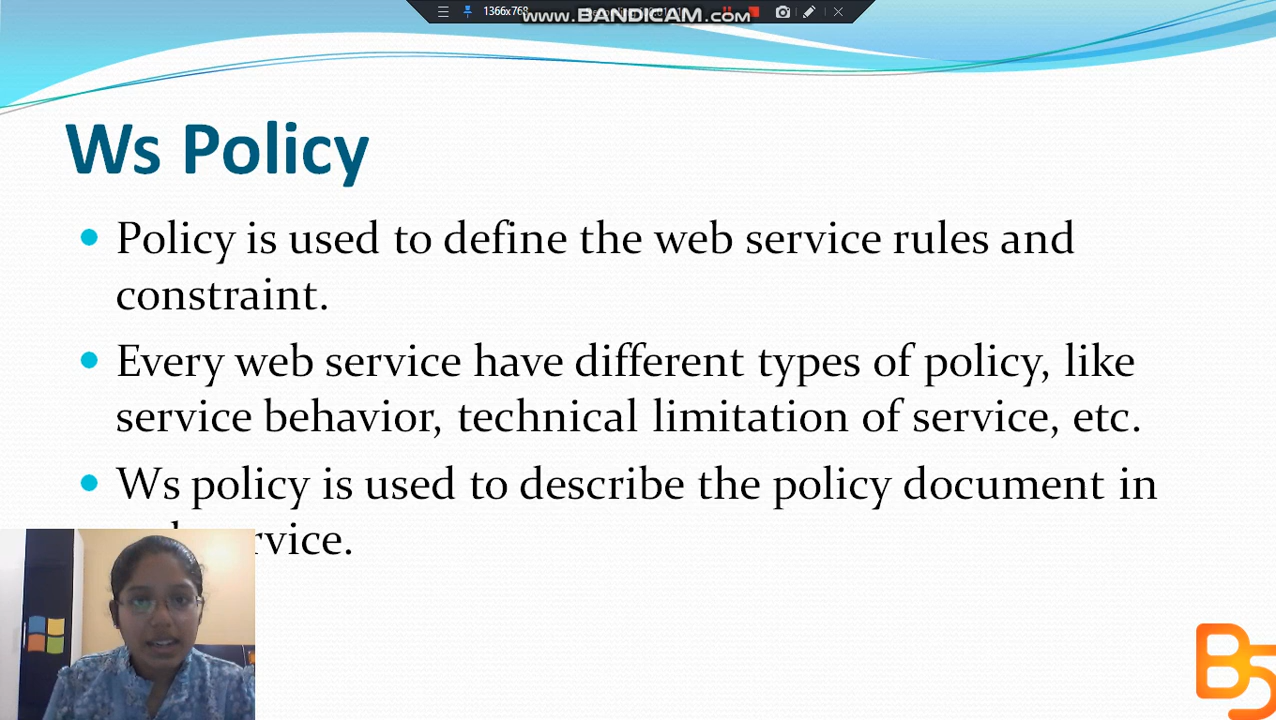 1366x768
www.BANDICAM.com
Ws Policy
Policy is used to define the web service rules and
constraint.
Every web service have different types of policy, like
service behavior, technical limitation of service, etc.
Ws policy is used to describe the policy document in
rvice.
B5